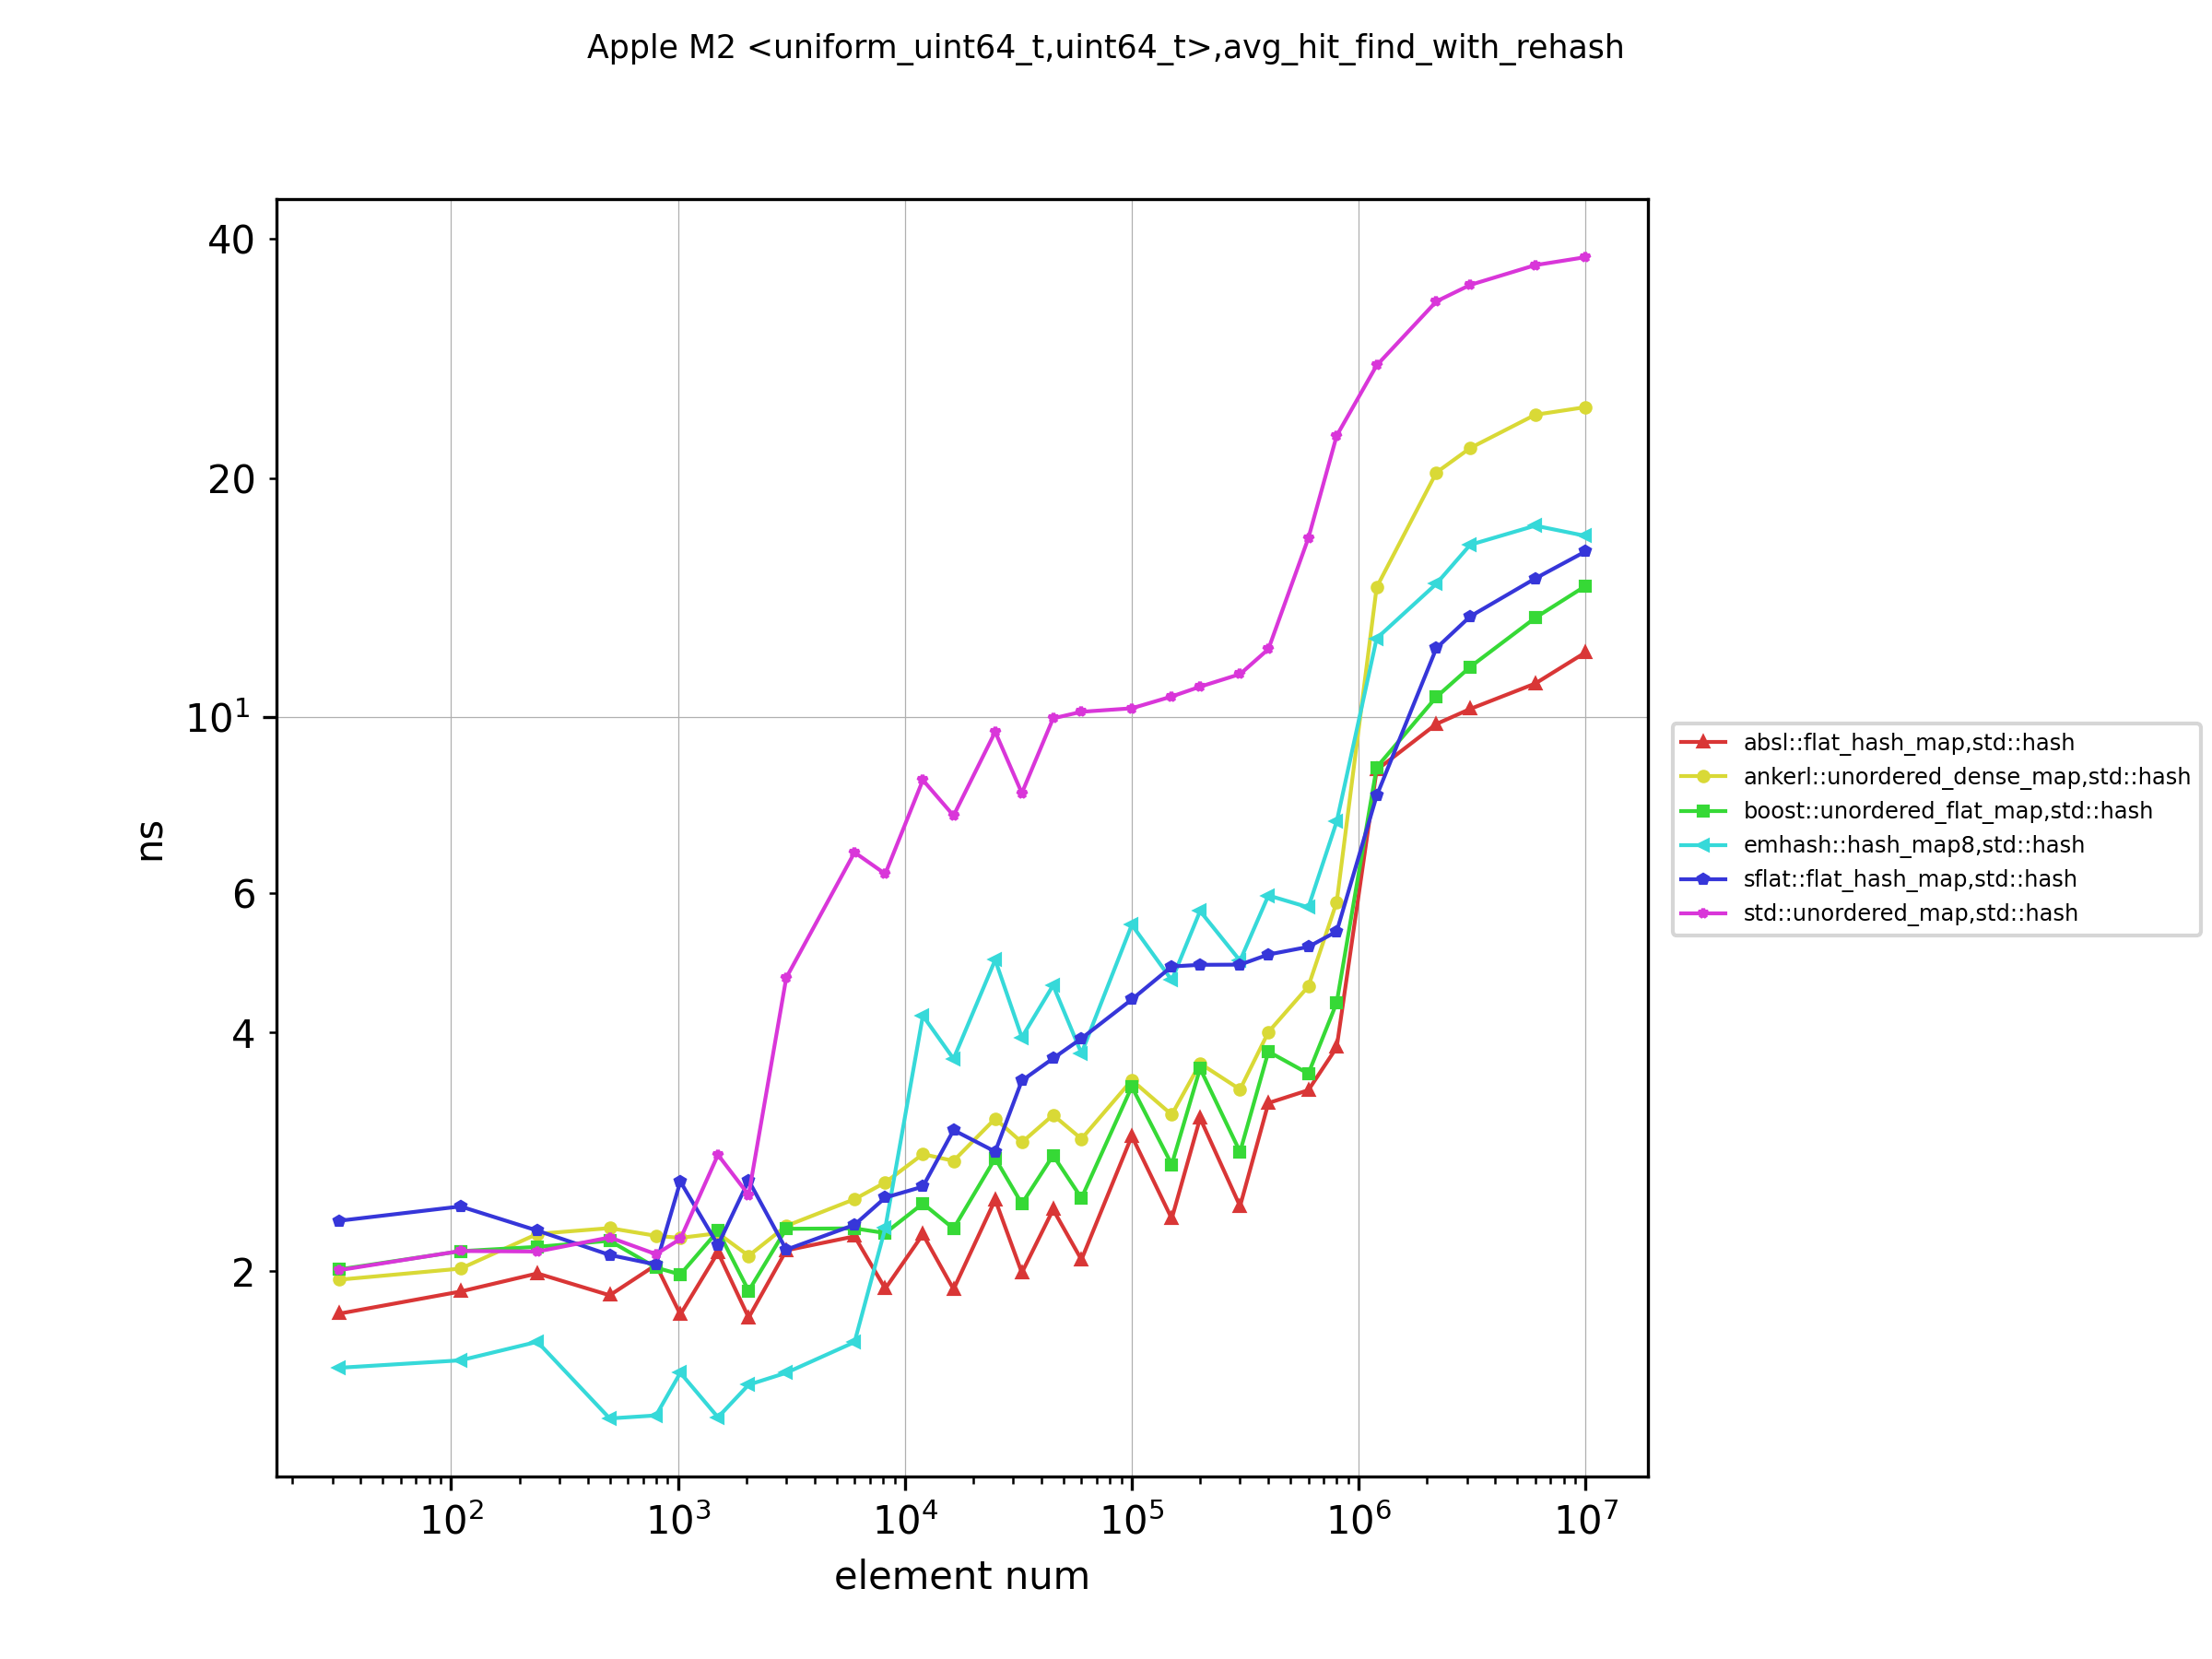 Apple M2 <uniform_uint64_t,uint64_t>,avg_hit_find_with_rehash
40
20
10¹
6
4
2
ns
10²
10³
10⁴
10⁵
10⁶
10⁷
element num
absl::flat_hash_map,std::hash
ankerl::unordered_dense_map,std::hash
boost::unordered_flat_map,std::hash
emhash::hash_map8,std::hash
sflat::flat_hash_map,std::hash
std::unordered_map,std::hash